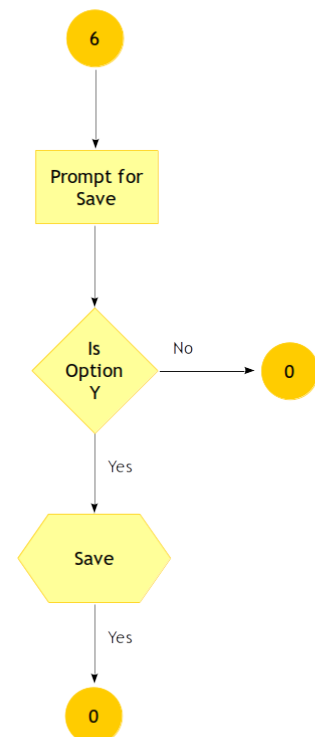 6
Prompt for
Save
Is
Option
Y
No
0
Yes
Save
Yes
0